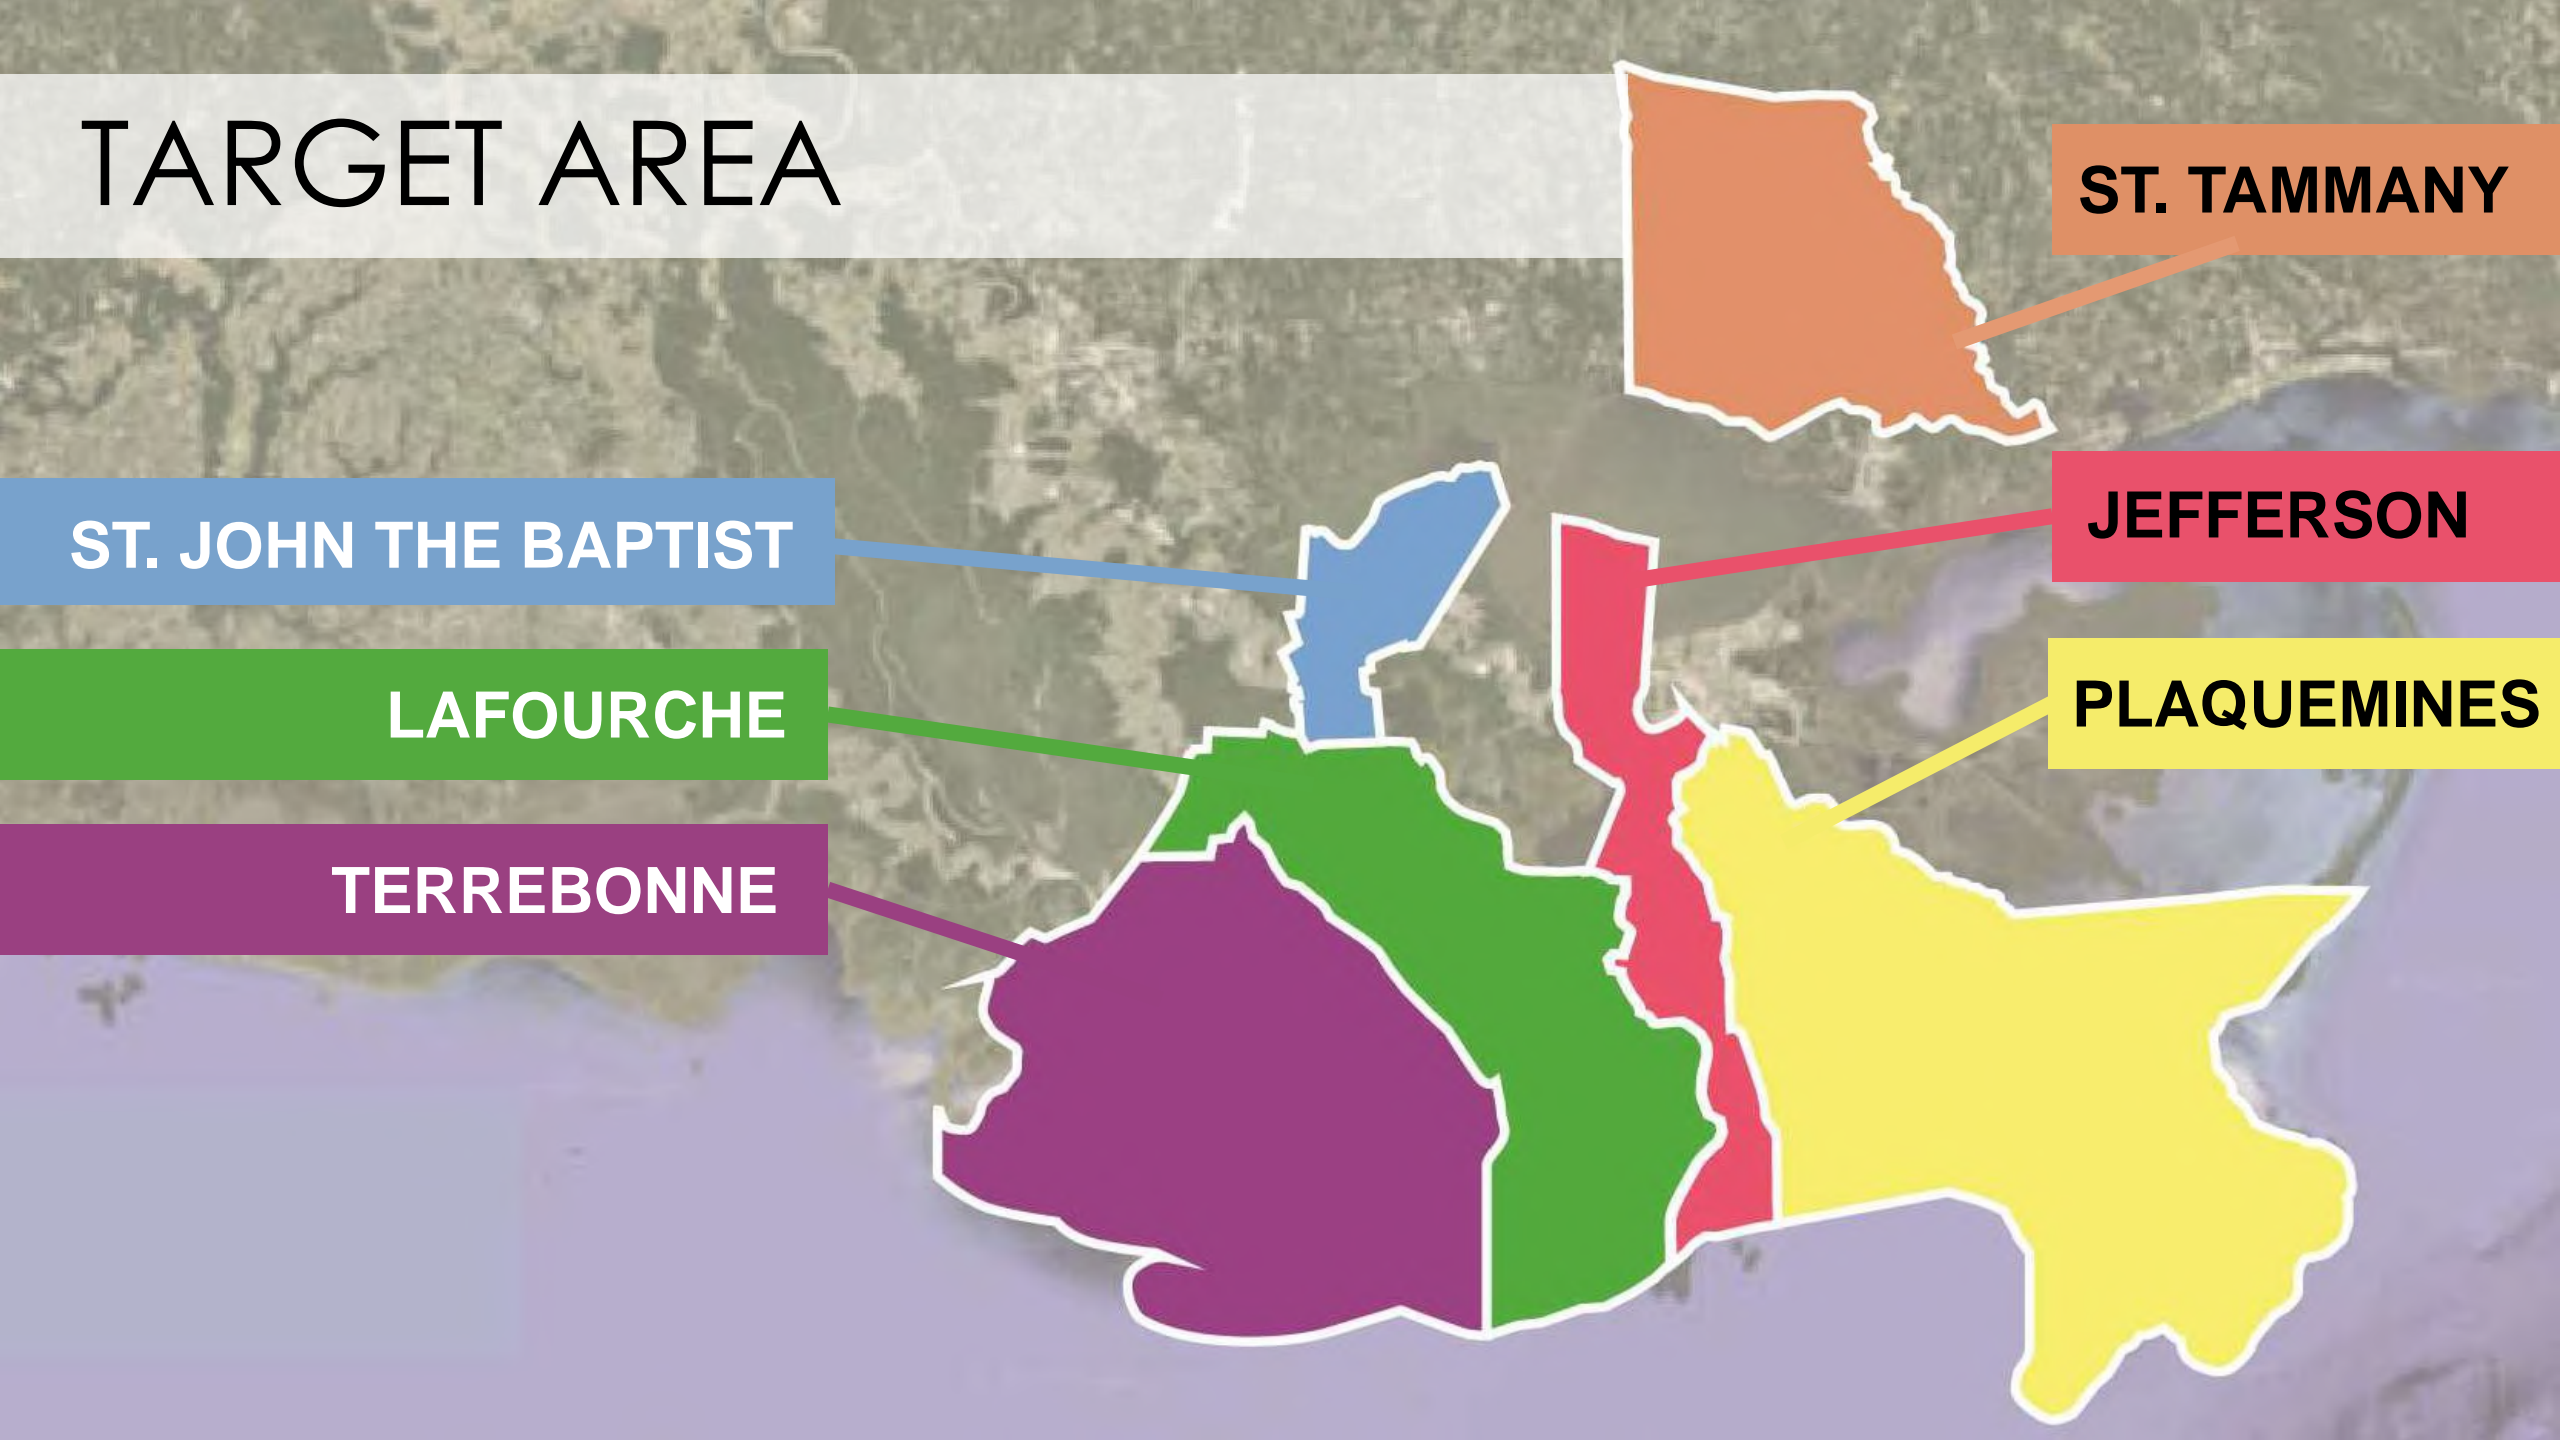 TARGET AREA
ST. TAMMANY
ST. JOHN THE BAPTIST
JEFFERSON
LAFOURCHE
PLAQUEMINES
TERREBONNE